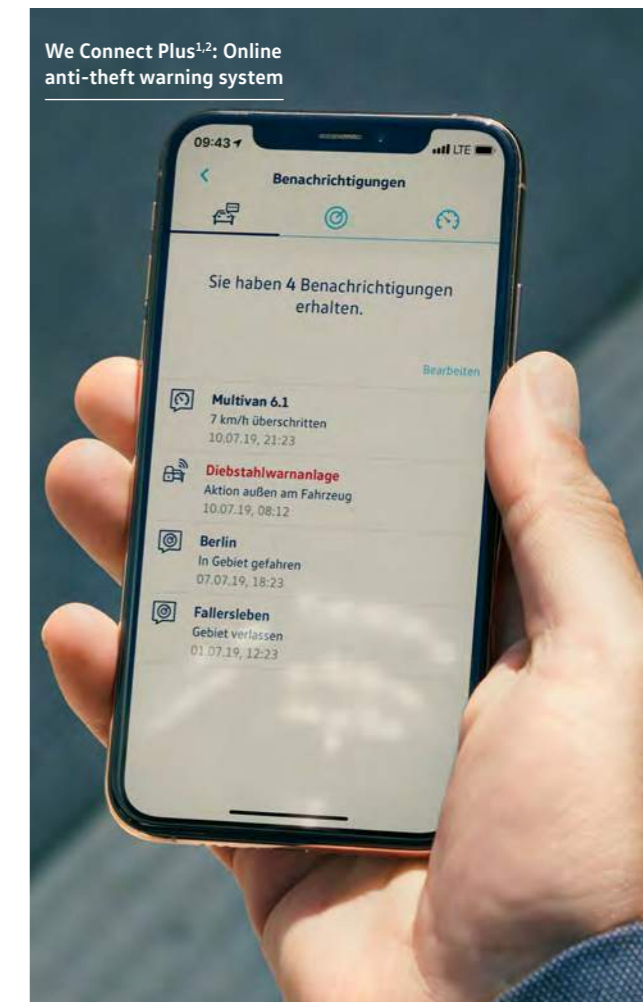 We Connect Plus1,2: Online
anti-theft warning system
09:43
LTE
Benachrichtigungen
Sie haben 4 Benachrichtigungen
erhalten.
Bearbeiten
Multivan 6.1
7 km/h überschritten
10.07.19, 21:23
Diebstahlwarnanlage
Aktion außen am Fahrzeug
10.07.19, 08:12
Berlin
In Gebiet gefahren
07.07.19, 18:23
Fallersleben
Gebiet verlassen
01.07.19, 12:23